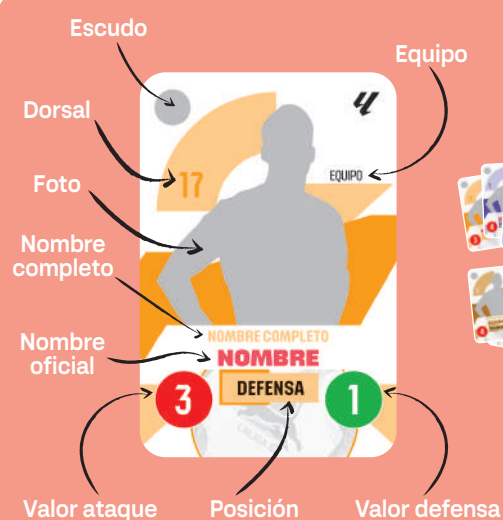 Escudo
Equipo
Dorsal
17
EQUIPO
Foto
Nombre
completo
NOMBRE COMPLETO
Nombre
oficial
NOMBRE
DEFENSA
3
1
Valor ataque
Posición
Valor defensa